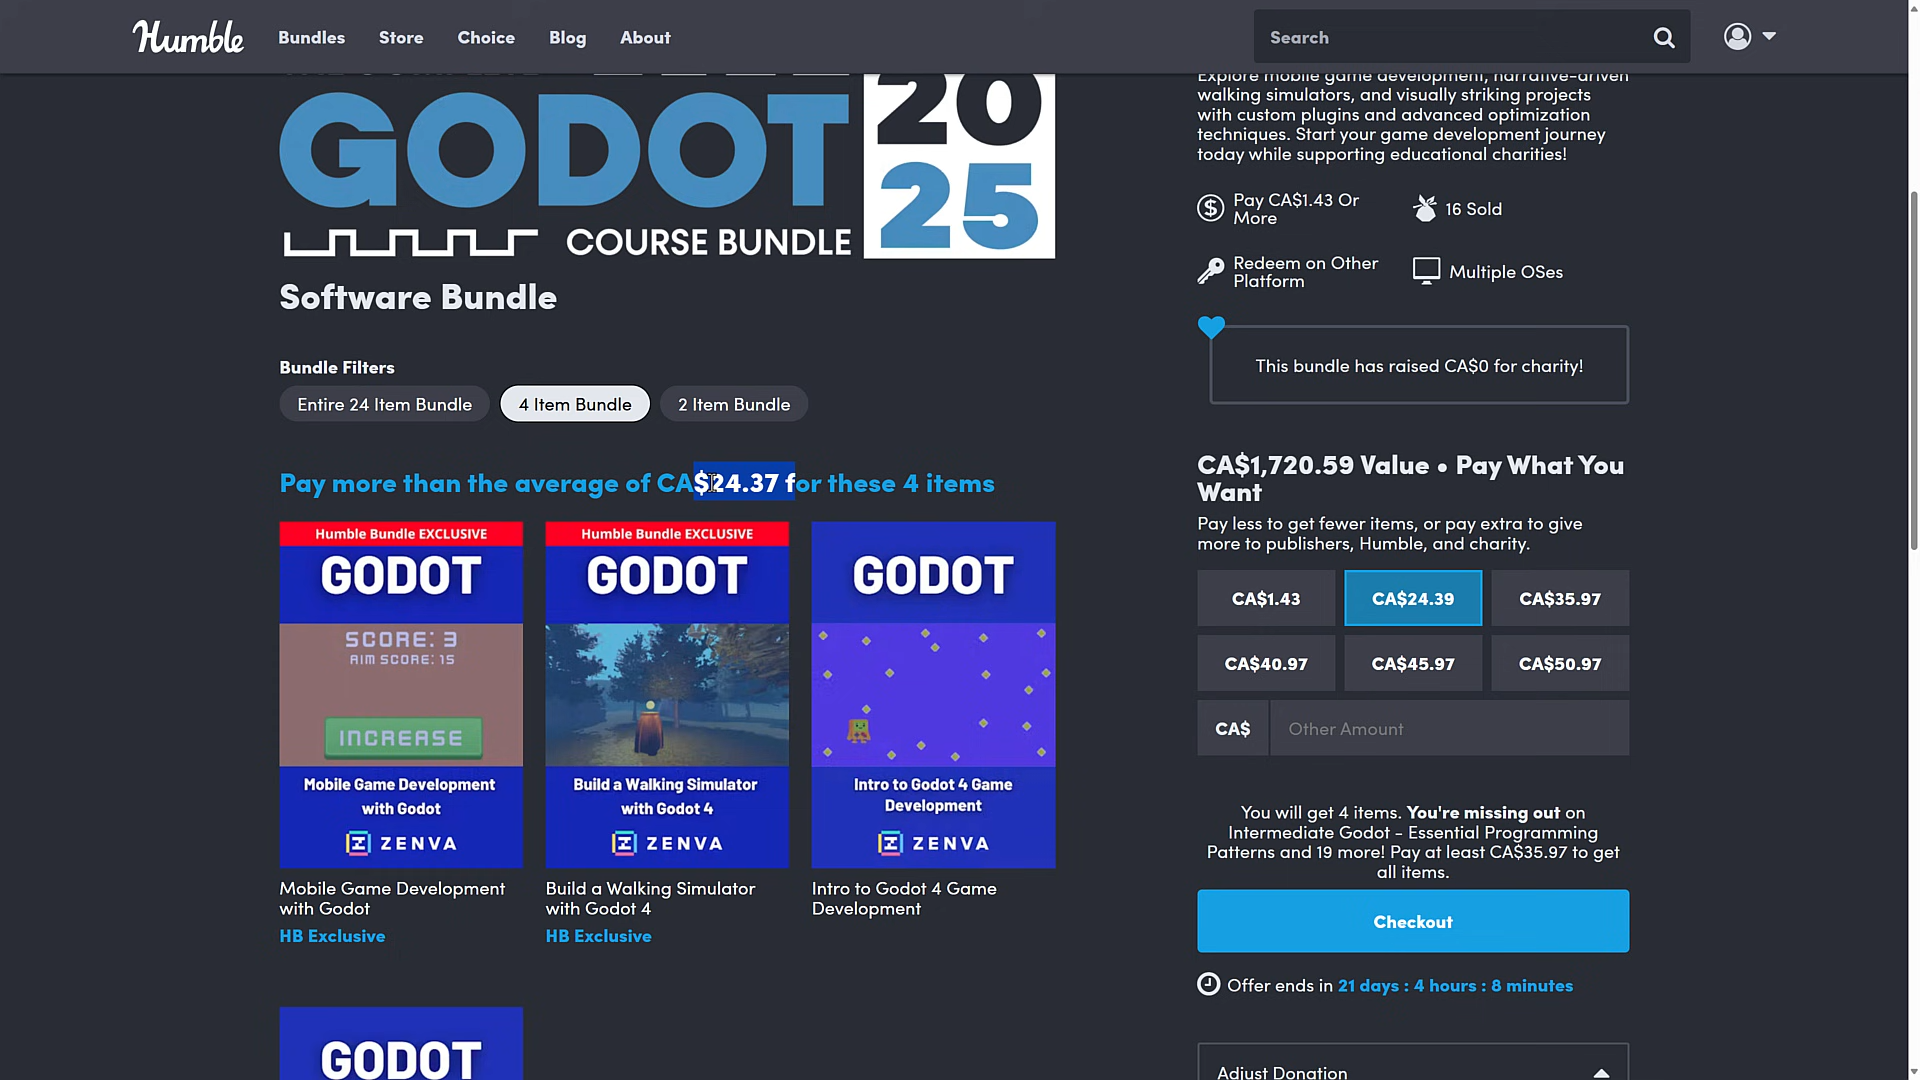 Humble
Bundles
Store
Choice
Blog
About
Search
THE COMPLETE
GODOT
COURSE BUNDLE
20
25
Software Bundle
Bundle Filters
Entire 24 Item Bundle
4 Item Bundle
2 Item Bundle
Pay more than the average of CA$24.37 for these 4 items
Humble Bundle EXCLUSIVE
GODOT
SCORE: 3
AIM SCORE: 15
INCREASE
Mobile Game Development
with Godot
ZENVA
Mobile Game Development
with Godot
HB Exclusive
Humble Bundle EXCLUSIVE
GODOT
Build a Walking Simulator
with Godot 4
ZENVA
Build a Walking Simulator
with Godot 4
HB Exclusive
GODOT
Intro to Godot 4 Game
Development
ZENVA
Intro to Godot 4 Game
Development
GODOT
Explore mobile game development, narrative-driven
walking simulators, and visually striking projects
with custom plugins and advanced optimization
techniques. Start your game development journey
today while supporting educational charities!
Pay CA$1.43 Or
More
16 Sold
Redeem on Other
Platform
Multiple OSes
This bundle has raised CA$0 for charity!
CA$1,720.59 Value • Pay What You
Want
Pay less to get fewer items, or pay extra to give
more to publishers, Humble, and charity.
CA$1.43
CA$24.39
CA$35.97
CA$40.97
CA$45.97
CA$50.97
CA$
Other Amount
You will get 4 items. You're missing out on
Intermediate Godot - Essential Programming
Patterns and 19 more! Pay at least CA$35.97 to get
all items.
Checkout
Offer ends in 21 days : 4 hours : 8 minutes
Adjust Donation